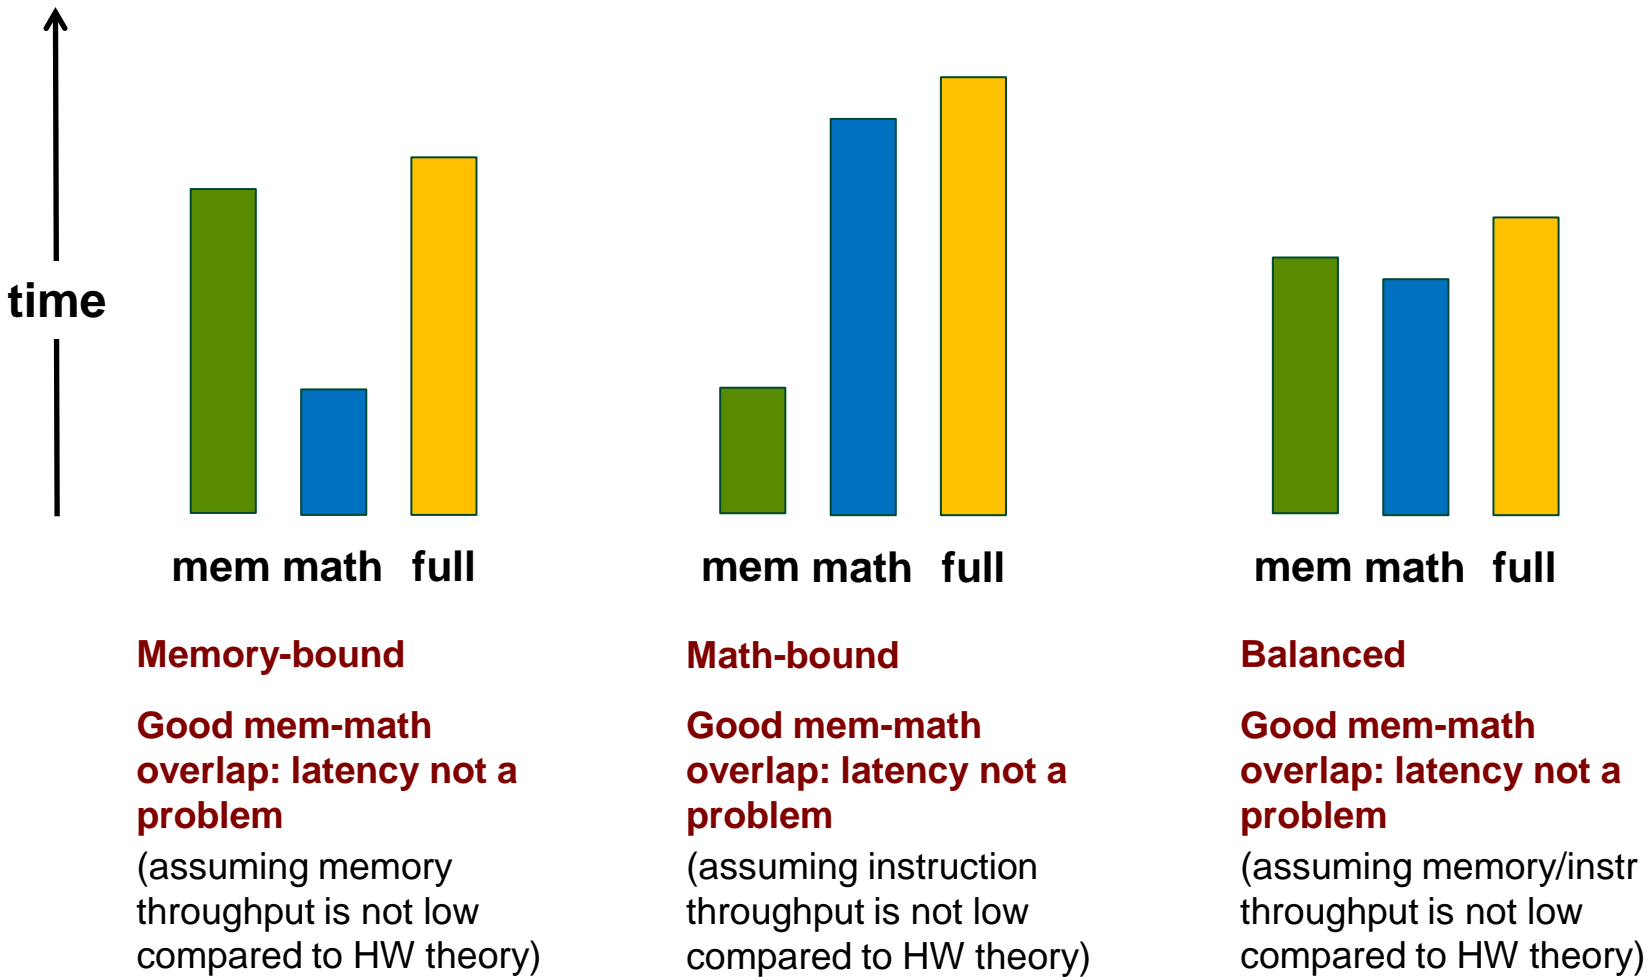 time
mem math full
mem math full
mem math full
Memory-bound
Good mem-math
overlap: latency not a
problem
(assuming memory
throughput is not low
compared to HW theory)
Math-bound
Good mem-math
overlap: latency not a
problem
(assuming instruction
throughput is not low
compared to HW theory)
Balanced
Good mem-math
overlap: latency not a
problem
(assuming memory/instr
throughput is not low
compared to HW theory)